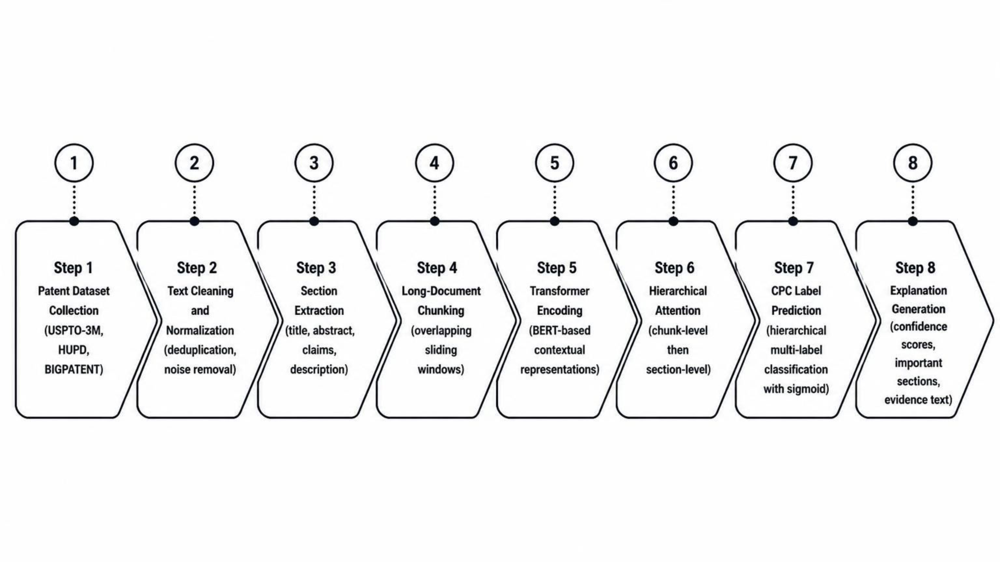 1
2
3
4
5
6
7
8
Step 1
Patent Dataset
Collection
(USPTO-3M,
HUPD,
BIGPATENT)
Step 2
Text Cleaning
and
Normalization
(deduplication,
noise removal)
Step 3
Section
Extraction
(title, abstract,
claims,
description)
Step 4
Long-Document
Chunking
(overlapping
sliding
windows)
Step 5
Transformer
Encoding
(BERT-based
contextual
representations)
Step 6
Hierarchical
Attention
(chunk-level
then
section-level)
Step 7
CPC Label
Prediction
(hierarchical
multi-label
classification
with sigmoid)
Step 8
Explanation
Generation
(confidence
scores,
important
sections,
evidence text)